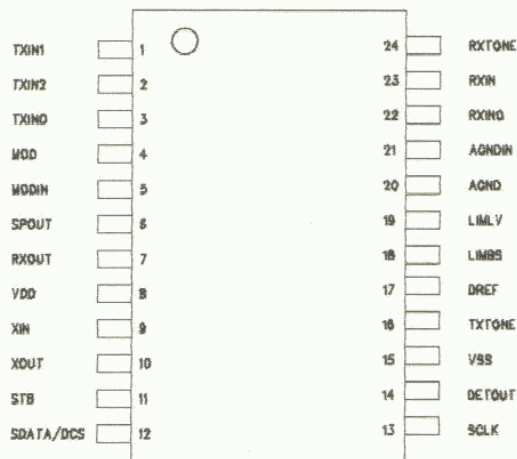 TXIN1 1 24 RXTONE
TXIN2 2 23 RXIN
TXINO 3 22 RXINO
MOD 4 21 AGNDIN
MODIN 5 20 AGND
SPOUT 6 19 LIMLV
RXOUT 7 18 LIMBS
VDD 8 17 DREF
XIN 9 16 TXTONE
XOUT 10 15 VSS
STB 11 14 DETOUT
SDATA/DCS 12 13 SCLK